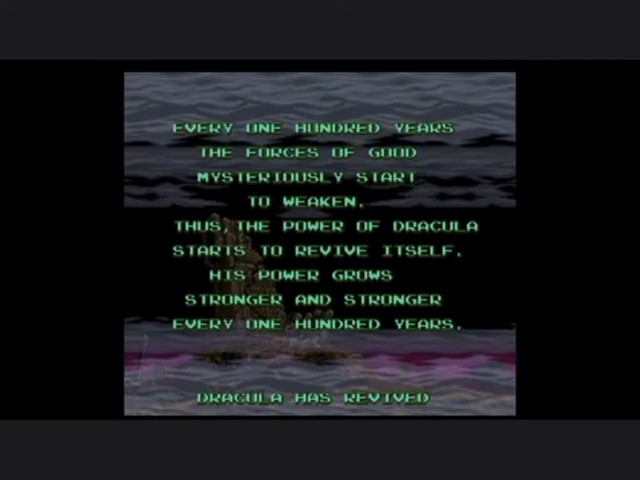 EVERY ONE HUNDRED YEARS
THE FORCES OF GOOD
MYSTERIOUSLY START
TO WEAKEN.
THUS, THE POWER OF DRACULA
STARTS TO REVIVE ITSELF.
HIS POWER GROWS
STRONGER AND STRONGER
EVERY ONE HUNDRED YEARS.
DRACULA HAS REVIVED